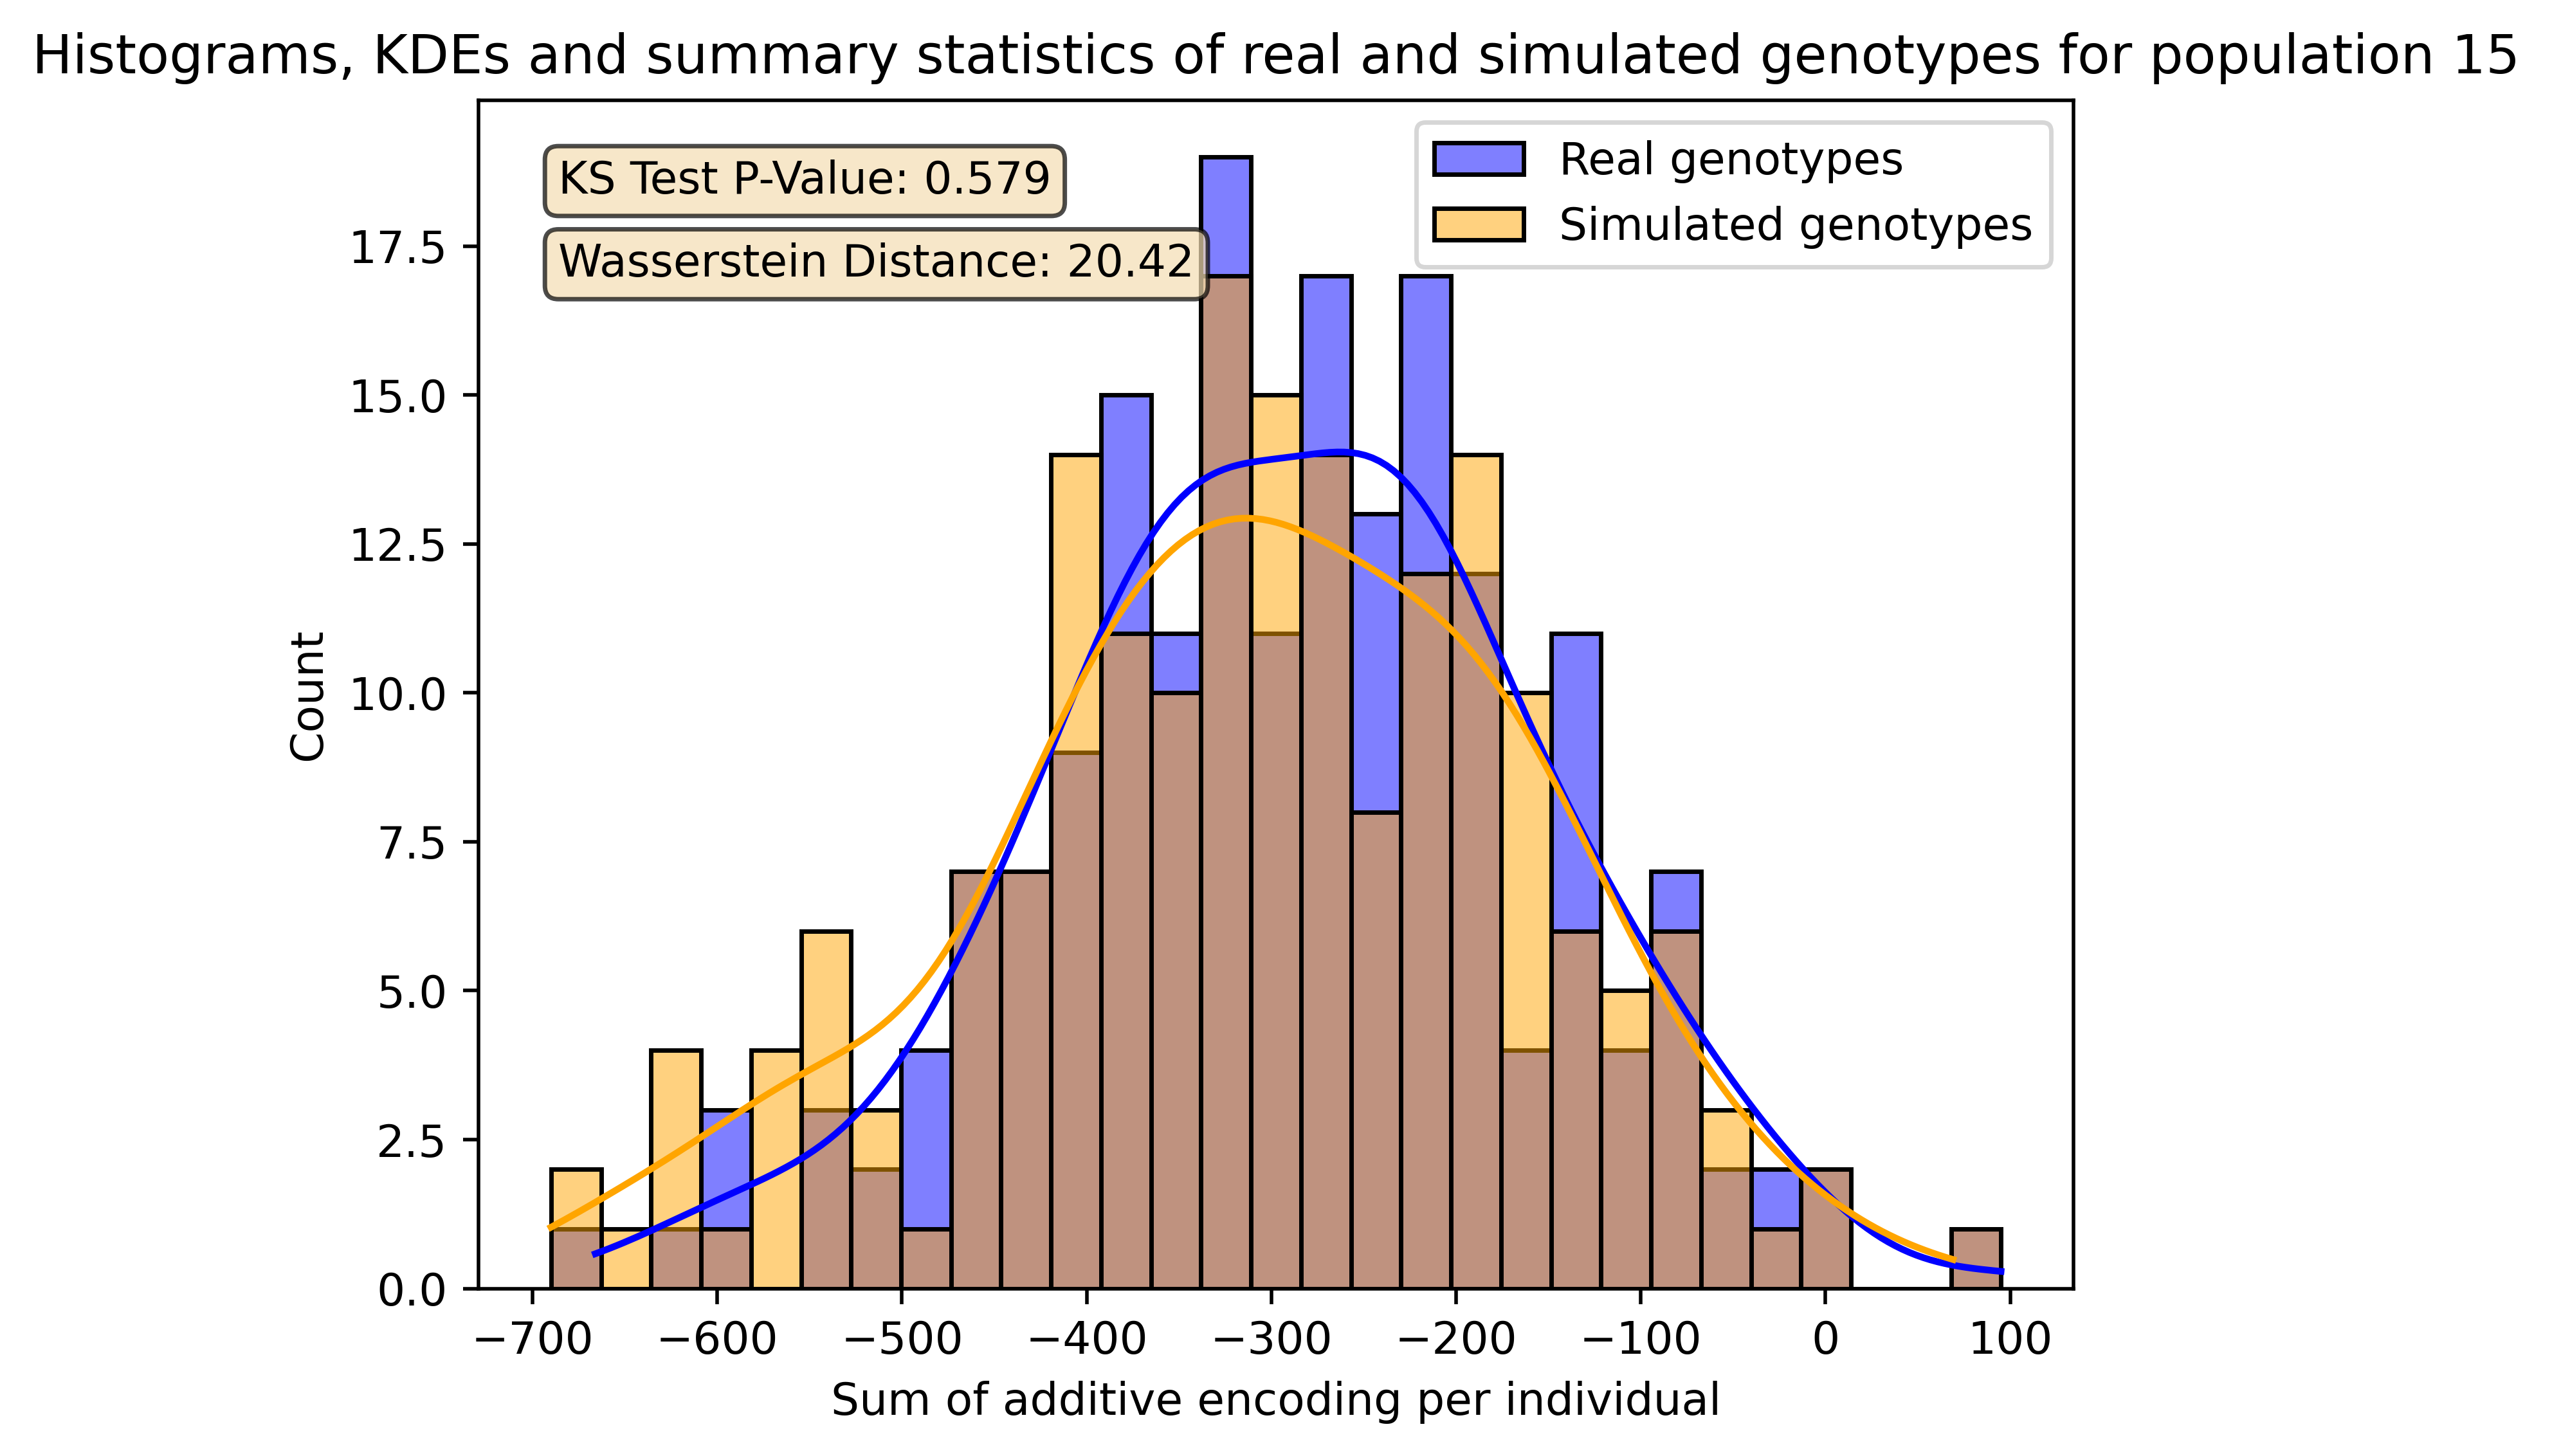 Histograms, KDEs and summary statistics of real and simulated genotypes for population 15
KS Test P-Value: 0.579
Wasserstein Distance: 20.42
Real genotypes
Simulated genotypes
17.5
15.0
12.5
10.0
7.5
5.0
2.5
0.0
Count
−700 −600 −500 −400 −300 −200 −100 0 100
Sum of additive encoding per individual